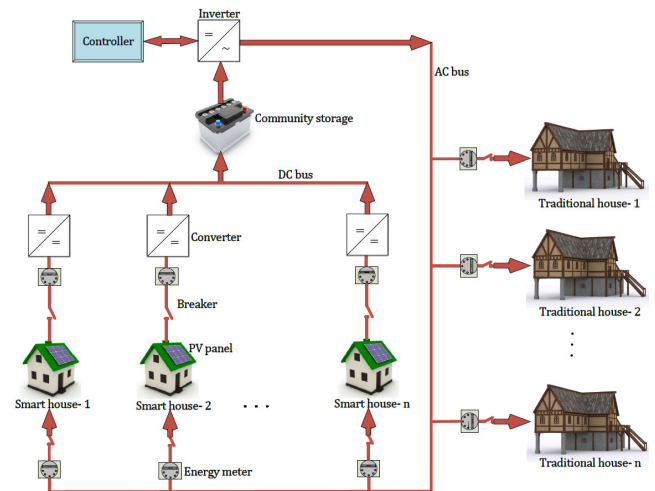 Inverter
Controller
AC bus
Community storage
DC bus
Traditional house- 1
Converter
Traditional house- 2
Breaker
PV panel
Smart house- 1
Smart house- 2
. . .
Smart house- n
Traditional house- n
Energy meter